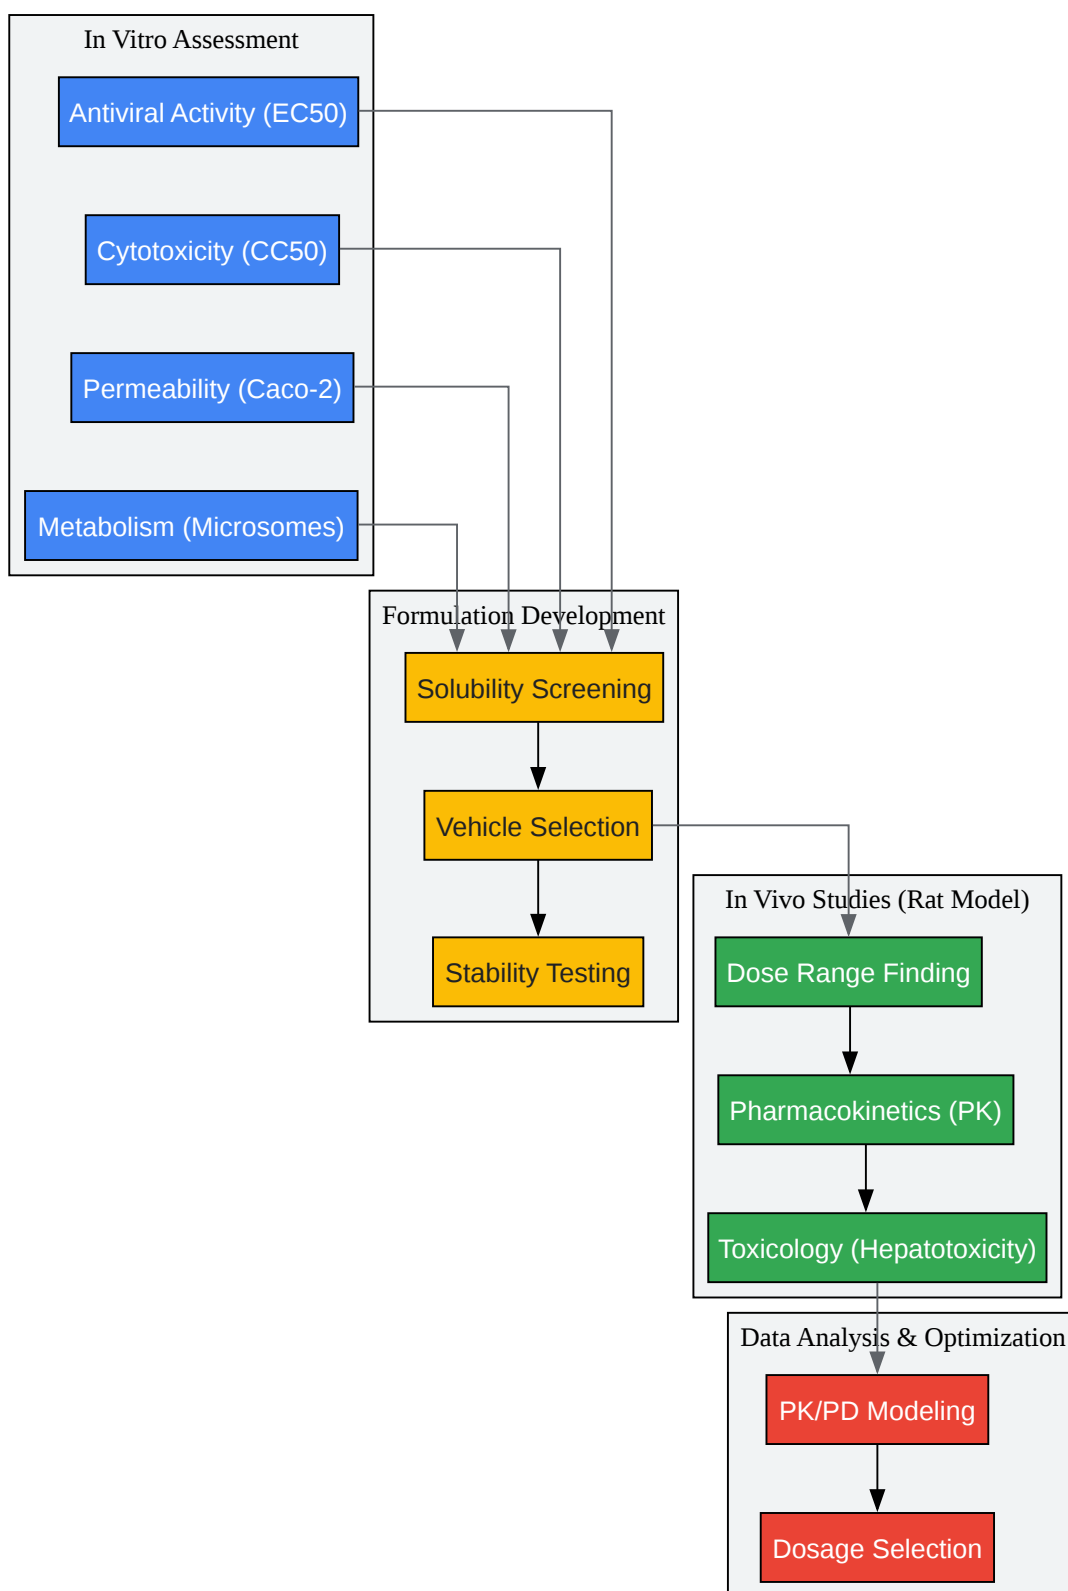 In Vitro Assessment
Antiviral Activity (EC50)
Cytotoxicity (CC50)
Permeability (Caco-2)
Metabolism (Microsomes)
Formulation Development
Solubility Screening
Vehicle Selection
Stability Testing
In Vivo Studies (Rat Model)
Dose Range Finding
Pharmacokinetics (PK)
Toxicology (Hepatotoxicity)
Data Analysis & Optimization
PK/PD Modeling
Dosage Selection